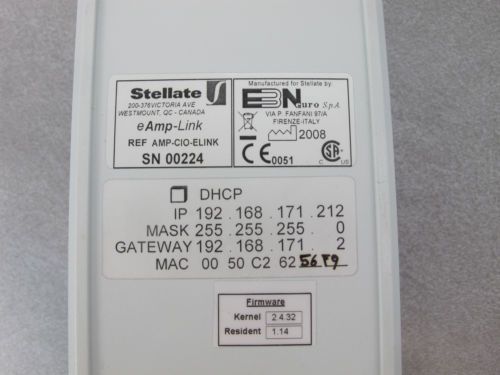 Stellate
200-376 VICTORIA AVE
WESTMOUNT, QC - CANADA
eAmp-Link
REF AMP-CIO-ELINK
SN 00224
Manufactured for Stellate by:
EBN euro S.p.A.
VIA P. FANFANI 97/A
FIRENZE-ITALY
2008
CE 0051
C US
DHCP
IP 192 . 168 . 171 . 212
MASK 255 . 255 . 255 . 0
GATEWAY 192 . 168 . 171 . 2
MAC 00 50 C2 62 56 F9
Firmware
Kernel 2.4.32
Resident 1.14